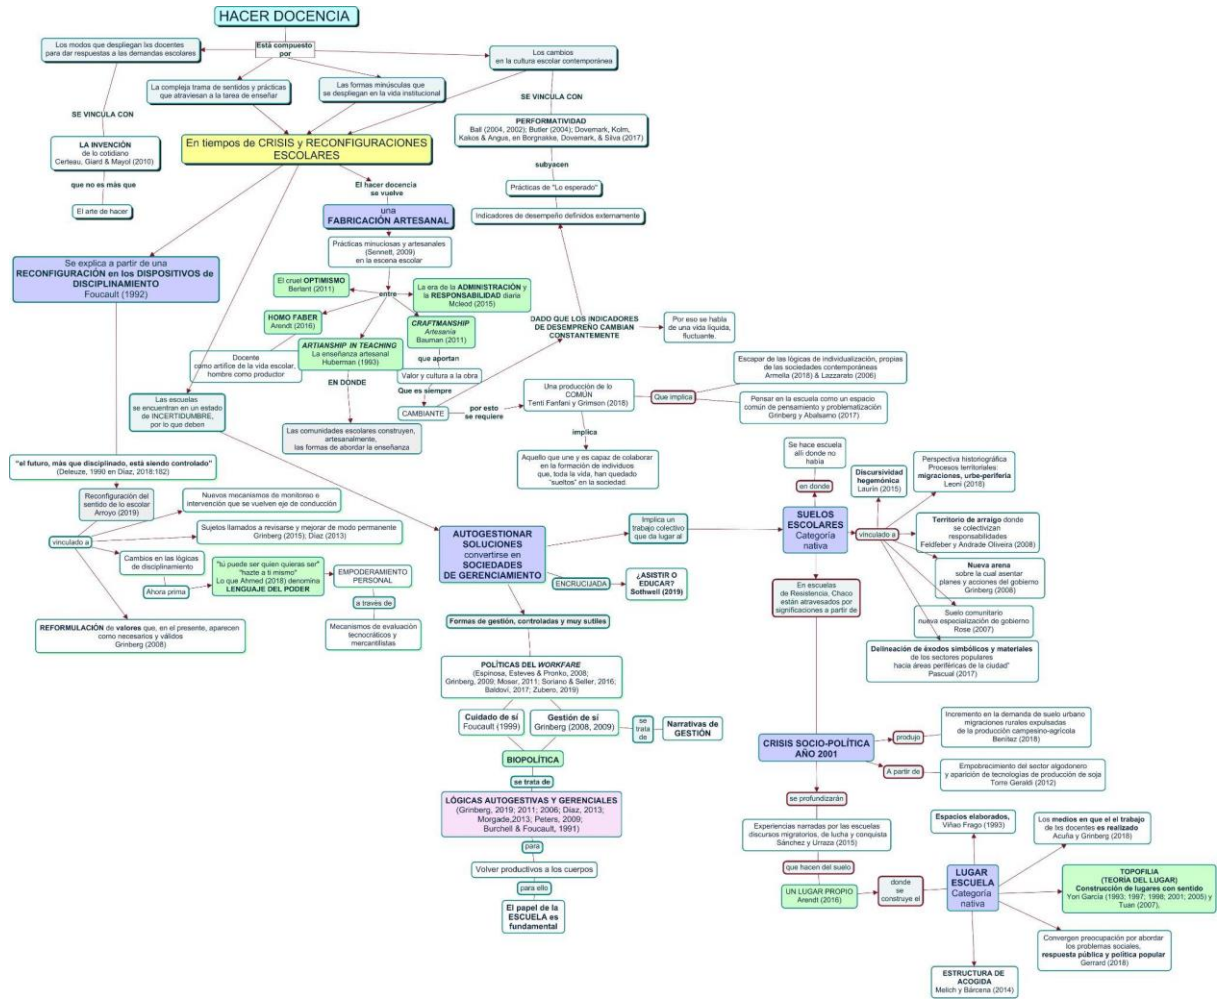 HACER DOCENCIA
Los modos que despliegan lxs docentes
para dar respuestas a las demandas escolares
Está compuesto
por
Los cambios
en la cultura escolar contemporánea
La compleja trama de sentidos y prácticas
que atraviesan a la tarea de enseñar
Las formas minúsculas que
se despliegan en la vida institucional
SE VINCULA CON
LA INVENCIÓN
de lo cotidiano
Certeau, Giard & Mayol (2010)
que no es más que
El arte de hacer
SE VINCULA CON
PERFORMATIVIDAD
Ball (2004, 2002); Butler (2004); Dovemark, Kolm,
Kakos & Angus, en Borgnakke, Dovemark, & Silva (2017)
subyacen
Prácticas de "Lo esperado"
Indicadores de desempeño definidos externamente
En tiempos de CRISIS y RECONFIGURACIONES
ESCOLARES
El hacer docencia
se vuelve
una
FABRICACIÓN ARTESANAL
Prácticas minuciosas y artesanales
(Sennett, 2009)
en la escena escolar
Se explica a partir de una
RECONFIGURACIÓN en los DISPOSITIVOS de
DISCIPLINAMIENTO
Foucault (1992)
El cruel OPTIMISMO
Berlant (2011)
entre
La era de la ADMINISTRACIÓN y
la RESPONSABILIDAD diaria
Mcleod (2015)
HOMO FABER
Arendt (2016)
CRAFTMANSHIP
Artesanía
Bauman (2011)
DADO QUE LOS INDICADORES
DE DESEMPREÑO CAMBIAN
CONSTANTEMENTE
Por eso se habla
de una vida líquida,
fluctuante.
ARTIANSHIP IN TEACHING
La enseñanza artesanal
Huberman (1993)
Docente
como artífice de la vida escolar,
hombre como productor
que aportan
Valor y cultura a la obra
EN DONDE
Que es siempre
CAMBIANTE
por esto
se requiere
Una producción de lo
COMÚN
Tenti Fanfani y Grimson (2018)
Que implica
Escapar de las lógicas de individualización, propias
de las sociedades contemporáneas
Armella (2018) & Lazzarato (2006)
Pensar en la escuela como un espacio
común de pensamiento y problematización
Grinberg y Abalsamo (2017)
Las escuelas
se encuentran en un estado
de INCERTIDUMBRE,
por lo que deben
Las comunidades escolares construyen,
artesanalmente,
las formas de abordar la enseñanza
implica
Aquello que une y es capaz de colaborar
en la formación de individuos
que, toda la vida, han quedado
"sueltos" en la sociedad.
"el futuro, más que disciplinado, está siendo controlado"
(Deleuze, 1990 en Díaz, 2018:182)
Reconfiguración del
sentido de lo escolar
Arroyo (2019)
Nuevos mecanismos de monitoreo e
intervención que se vuelven eje de conducción
vinculado a
Sujetos llamados a revisarse y mejorar de modo permanente
Grinberg (2015); Díaz (2013)
Cambios en las lógicas
de disciplinamiento
Ahora prima
"tú puede ser quien quieras ser"
"hazte a ti mismo"
Lo que Ahmed (2018) denomina
LENGUAJE DEL PODER
EMPODERAMIENTO
PERSONAL
a través de
Mecanismos de evaluación
tecnocráticos y
mercantilistas
REFORMULACIÓN de valores que, en el presente, aparecen
como necesarios y válidos
Grinberg (2008)
AUTOGESTIONAR
SOLUCIONES
convertirse en
SOCIEDADES
DE GERENCIAMIENTO
Implica un
trabajo colectivo
que da lugar al
ENCRUCIJADA
¿ASISTIR O
EDUCAR?
Sothwell (2019)
Formas de gestión, controladas y muy sutiles
POLÍTICAS DEL WORKFARE
(Espinosa, Esteves & Pronko, 2008;
Grinberg, 2009; Moser, 2011; Soriano & Seller, 2016;
Baldovi, 2017; Zubero, 2019)
Cuidado de sí
Foucault (1999)
Gestión de sí
Grinberg (2008, 2009)
se
trata
de
Narrativas de
GESTIÓN
BIOPOLÍTICA
se trata de
LÓGICAS AUTOGESTIVAS Y GERENCIALES
(Grinberg, 2019; 2011; 2006; Díaz, 2013;
Morgade,2013; Peters, 2009;
Burchell & Foucault, 1991)
para
Volver productivos a los cuerpos
para ello
El papel de la
ESCUELA es
fundamental
Se hace escuela
allí donde no
había
en donde
SUELOS
ESCOLARES
Categoría
nativa
vinculado a
Discursividad
hegemónica
Laurin (2015)
Perspectiva historiográfica
Procesos territoriales:
migraciones, urbe-periferia
Leoni (2018)
Territorio de arraigo donde
se colectivizan
responsabilidades
Feldfeber y Andrade Oliveira (2008)
Nueva arena
sobre la cual asentar
planes y acciones del gobierno
Grinberg (2008)
Suelo comunitario
nueva especialización de gobierno
Rose (2007)
Delineación de éxodos simbólicos y materiales
de los sectores populares
hacia áreas periféricas de la ciudad"
Pascual (2017)
En escuelas
de Resistencia, Chaco
están atravesados por
significaciones a partir de
CRISIS SOCIO-POLÍTICA
AÑO 2001
produjo
Incremento en la demanda de suelo urbano
migraciones rurales expulsadas
de la producción campesino-agrícola
Benítez (2018)
A partir de
Empobrecimiento del sector algodonero
y aparición de tecnologías de producción de soja
Torre Geraldi (2012)
se profundizarán
Experiencias narradas por las escuelas
discursos migratorios, de lucha y conquista
Sánchez y Urraza (2015)
que hacen del suelo
UN LUGAR PROPIO
Arendt (2016)
donde
se
construye el
LUGAR
ESCUELA
Categoría
nativa
Espacios elaborados,
Viñao Frago (1993)
Los medios en que el el trabajo
de lxs docentes es realizado
Acuña y Grinberg (2018)
TOPOFILIA
(TEORÍA DEL LUGAR)
Construcción de lugares con sentido
Yori García (1993; 1997; 1998; 2001; 2005) y
Tuan (2007),
Convergen preocupación por abordar
los problemas sociales,
respuesta pública y política popular
Gerrard (2018)
ESTRUCTURA DE
ACOGIDA
Melich y Bárcena (2014)